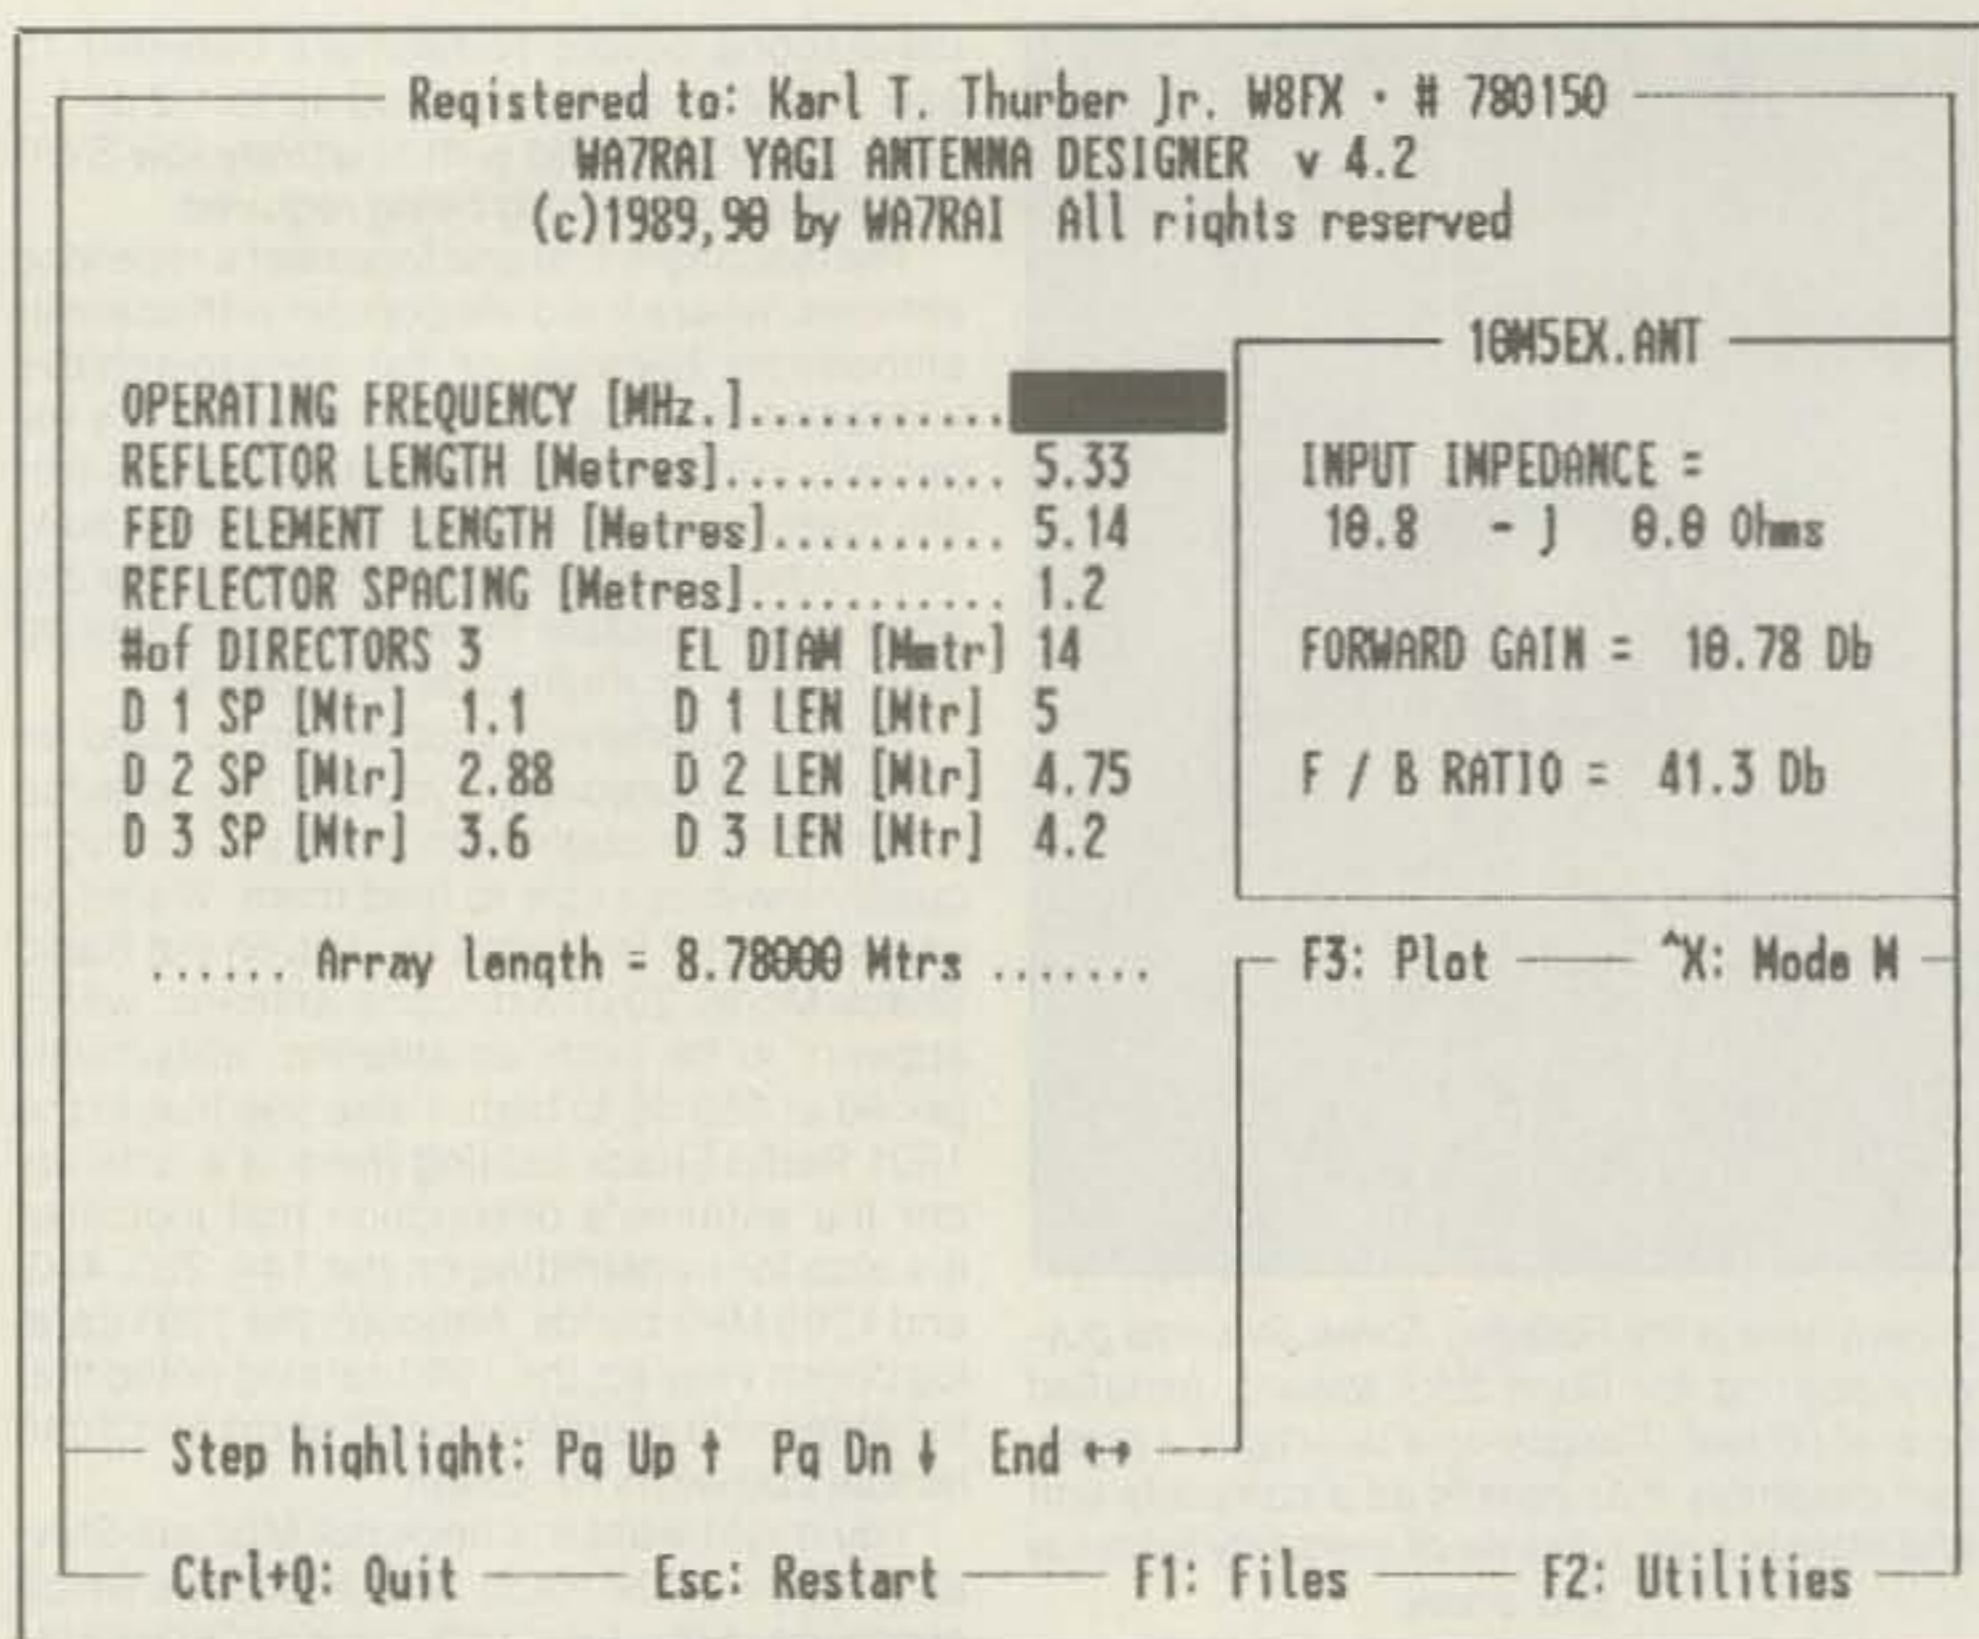 Registered to: Karl T. Thurber Jr. W8FX · # 780150
WA7RAI YAGI ANTENNA DESIGNER v 4.2
(c)1989,90 by WA7RAI All rights reserved
10M5EX.ANT
OPERATING FREQUENCY [MHz.]...........
REFLECTOR LENGTH [Metres]............ 5.33
FED ELEMENT LENGTH [Metres].......... 5.14
REFLECTOR SPACING [Metres]........... 1.2
#of DIRECTORS 3 EL DIAM [Mmtr] 14
D 1 SP [Mtr] 1.1 D 1 LEN [Mtr] 5
D 2 SP [Mtr] 2.88 D 2 LEN [Mtr] 4.75
D 3 SP [Mtr] 3.6 D 3 LEN [Mtr] 4.2
...... Array length = 8.78000 Mtrs .......
INPUT IMPEDANCE =
10.8 - j 0.0 Ohms
FORWARD GAIN = 10.78 Db
F / B RATIO = 41.3 Db
F3: Plot ^X: Mode M
Step highlight: Pg Up ↑ Pg Dn ↓ End ↔
Ctrl+Q: Quit Esc: Restart F1: Files F2: Utilities